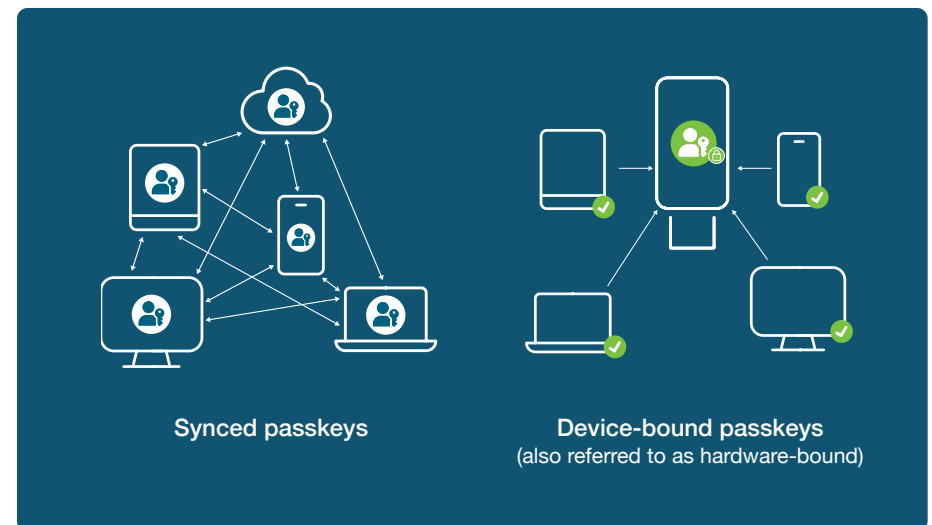 Synced passkeys
Device-bound passkeys
(also referred to as hardware-bound)